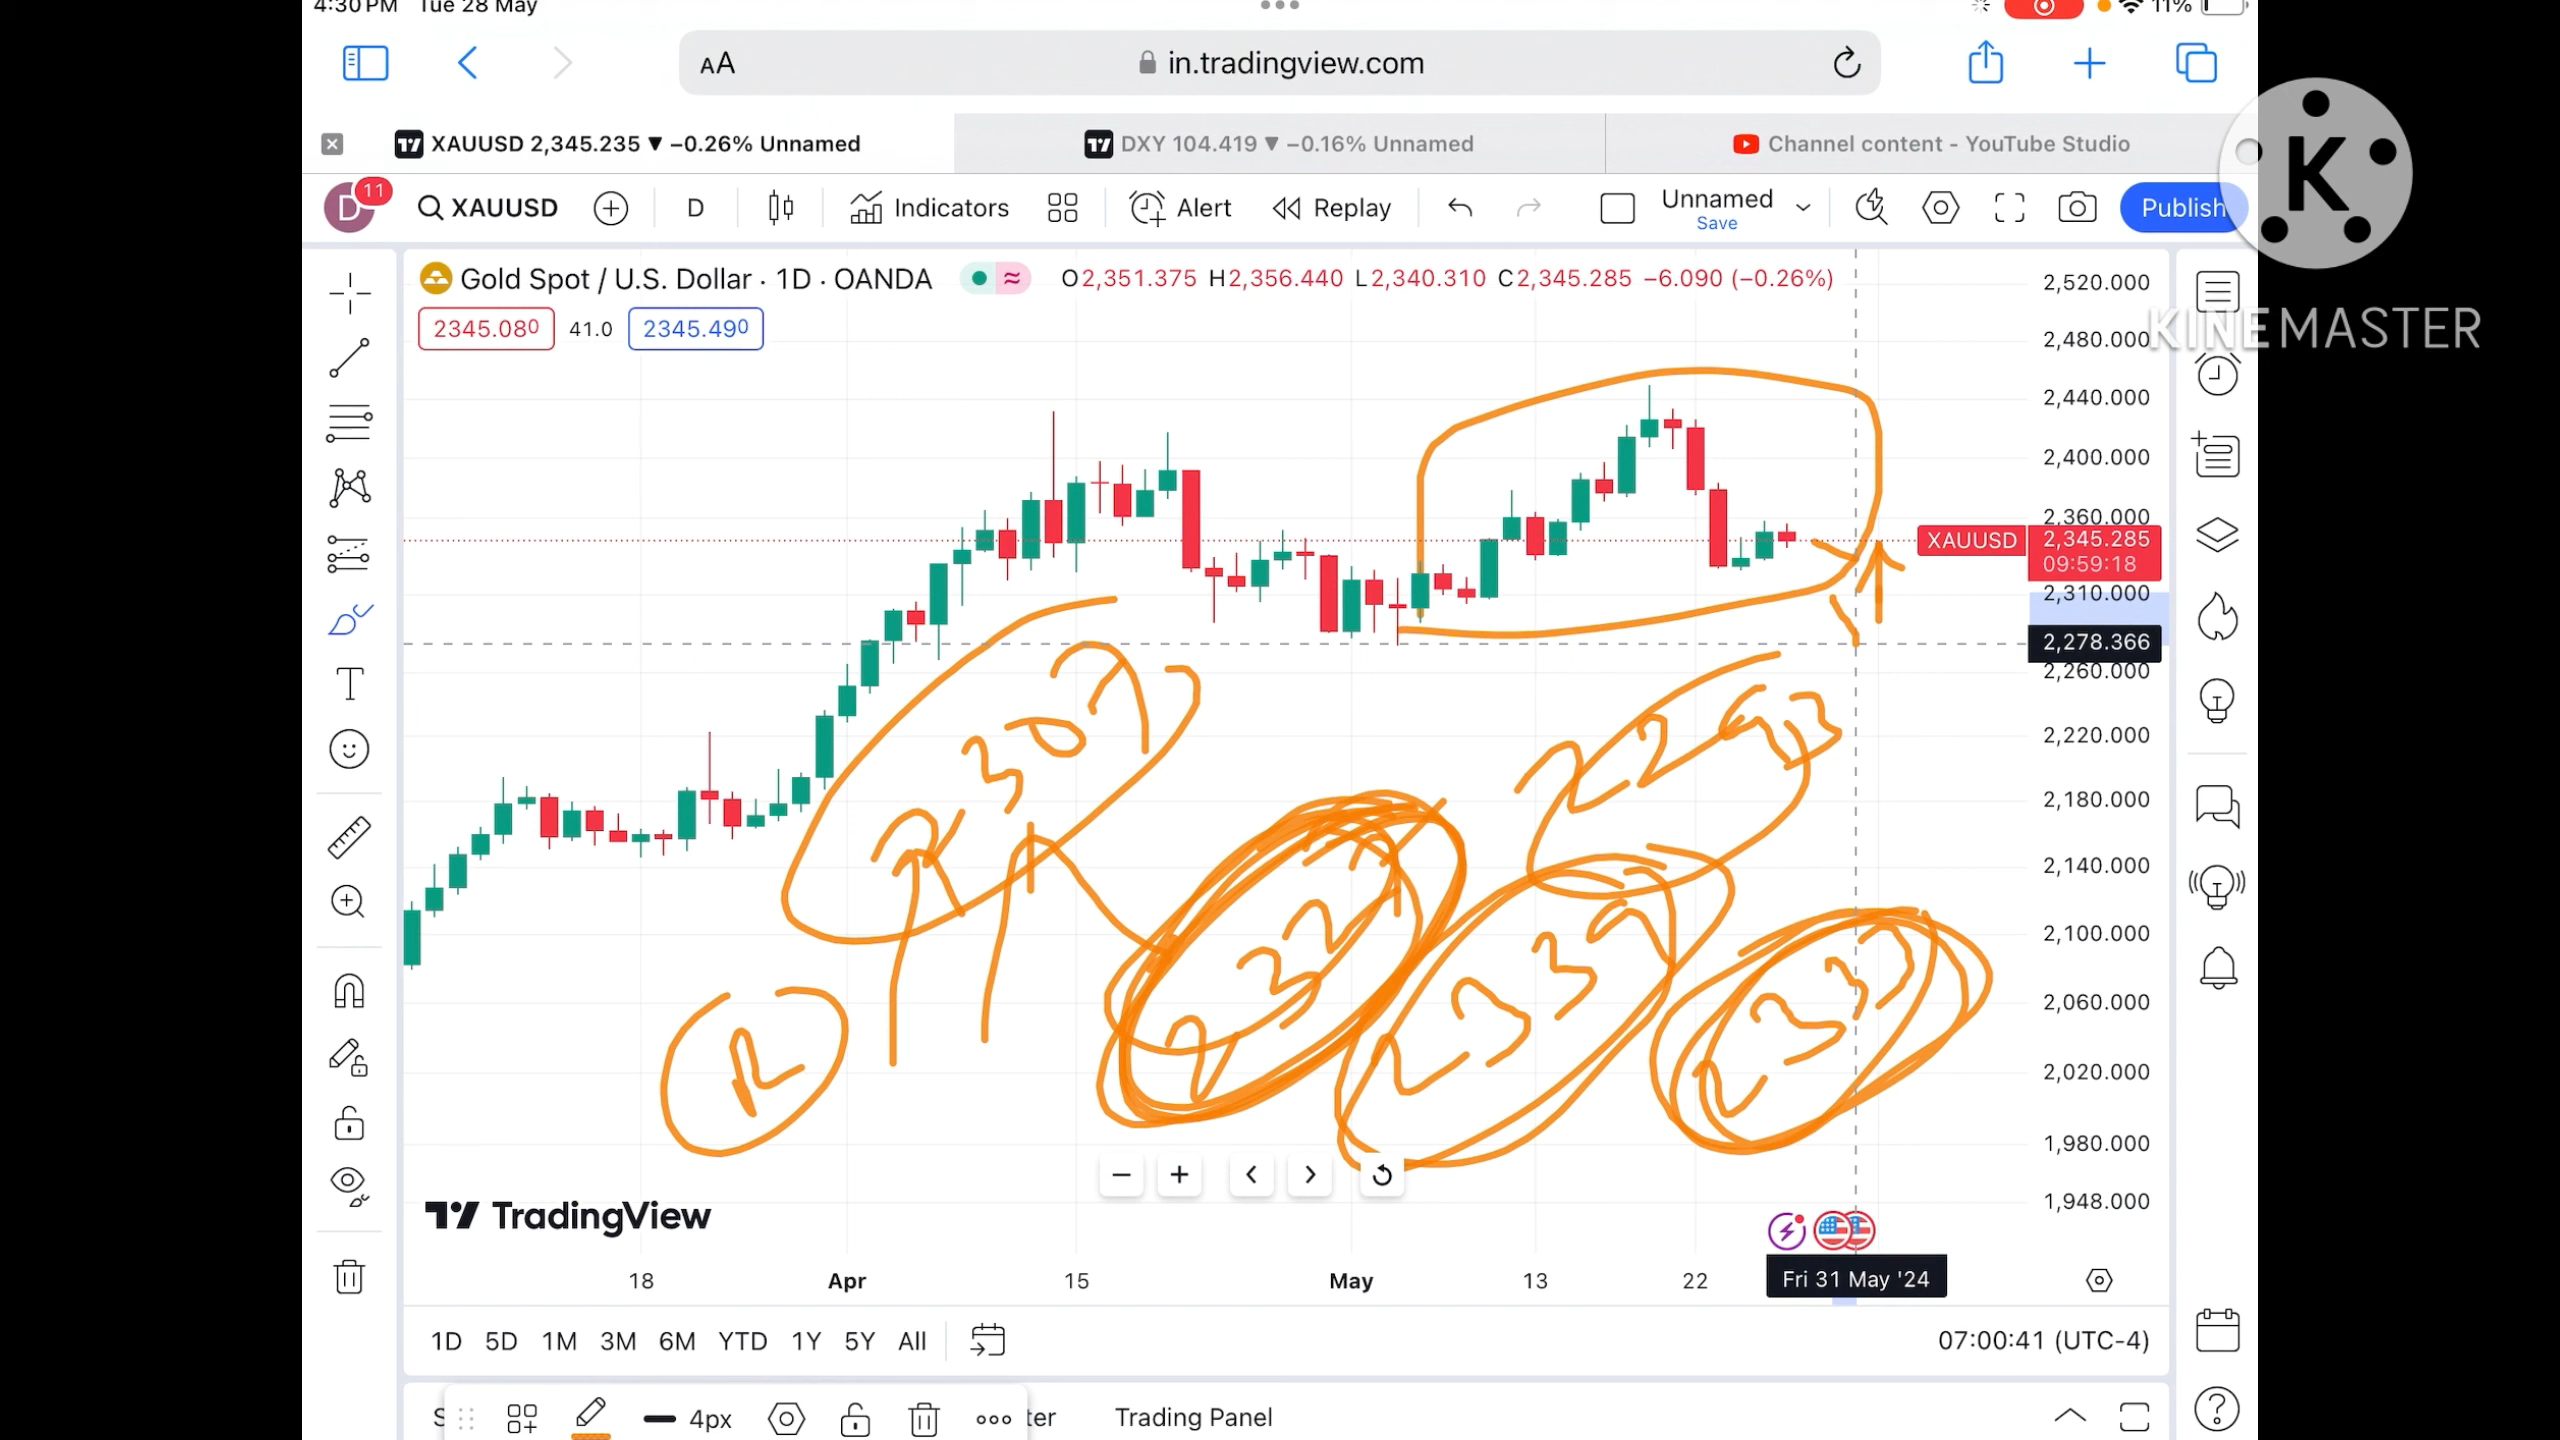 4:30 PM Tue 28 May
11%
AA in.tradingview.com
XAUUSD 2,345.235 ▼ −0.26% Unnamed
DXY 104.419 ▼ −0.16% Unnamed
Channel content - YouTube Studio
D 11 XAUUSD D Indicators Alert Replay Unnamed Save Publish
K
KINEMASTER
Gold Spot / U.S. Dollar · 1D · OANDA O2,351.375 H2,356.440 L2,340.310 C2,345.285 −6.090 (−0.26%)
2345.080 41.0 2345.490
2,520.000
2,480.000
2,440.000
2,400.000
2,360.000
XAUUSD 2,345.285
09:59:18
2,310.000
2,278.366
2,260.000
2,220.000
2,180.000
2,140.000
2,100.000
2,060.000
2,020.000
1,980.000
1,948.000
T
2293
R
TradingView
18 Apr 15 May 13 22 Fri 31 May '24
1D 5D 1M 3M 6M YTD 1Y 5Y All 07:00:41 (UTC-4)
4px ter Trading Panel